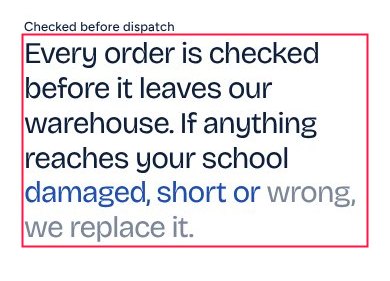 Checked before dispatch
Every order is checked
before it leaves our
warehouse. If anything
reaches your school
damaged, short or wrong,
we replace it.